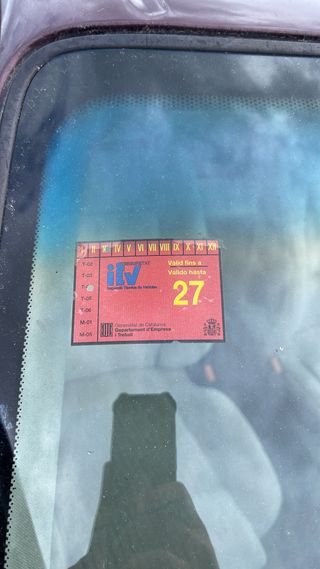 II IV V VI VII VIII IX X XI XII
T-02
T-03
T-05
T-06
M-01
M-05
itv
Inspecció Tècnica de Vehicles
Vàlid fins a
Válido hasta
27
Generalitat de Catalunya
Departament d'Empresa
i Treball